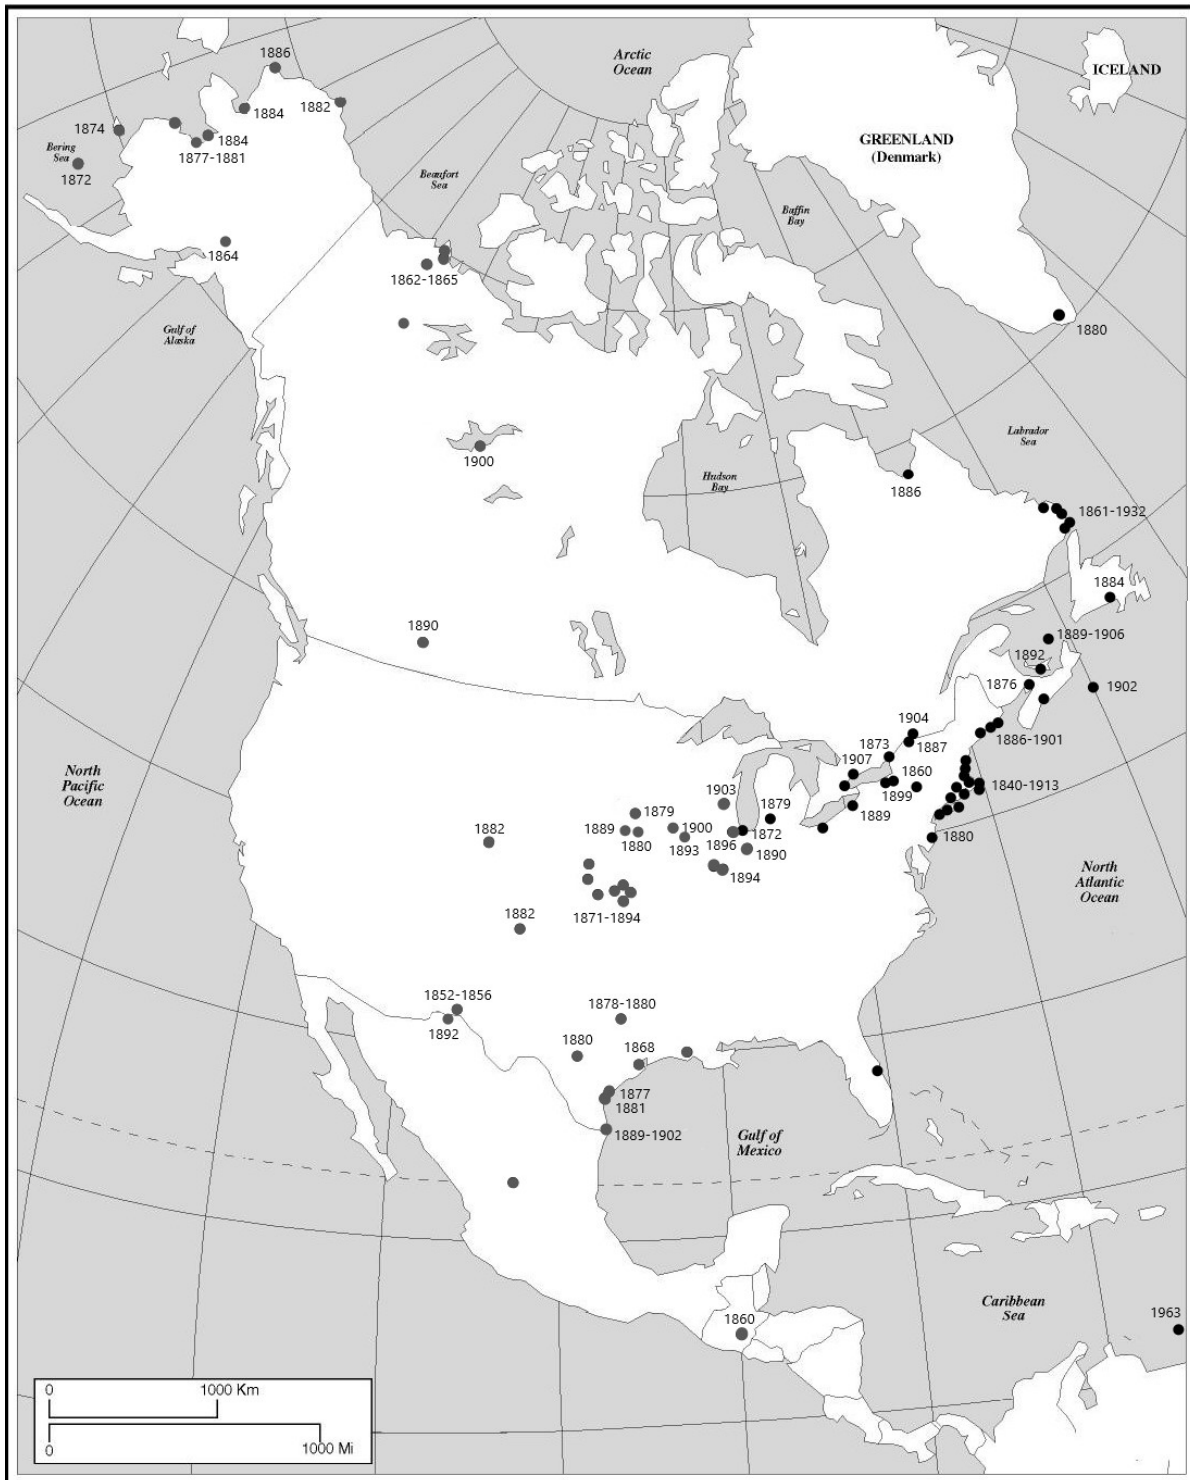 1886
Arctic
Ocean
ICELAND
1882
1884
1874
1884
Bering
Sea
1877-1881
1872
GREENLAND
(Denmark)
Beaufort
Sea
Baffin
Bay
1864
1862-1865
Gulf of
Alaska
1880
Labrador
Sea
1900
Hudson
Bay
1886
1861-1932
1884
1890
1889-1906
1892
1876
1902
1904
1886-1901
1873
1887
1907
1860
North
Pacific
Ocean
1903
1899
1840-1913
1879
1879
1889
1882
1889
1880
1900
1893
1896
1872
1880
1890
1894
North
Atlantic
Ocean
1871-1894
1882
1852-1856
1878-1880
1892
1880
1868
1877
1881
1889-1902
Gulf of
Mexico
Caribbean
Sea
1860
1963
0
1000 Km
0
1000 Mi